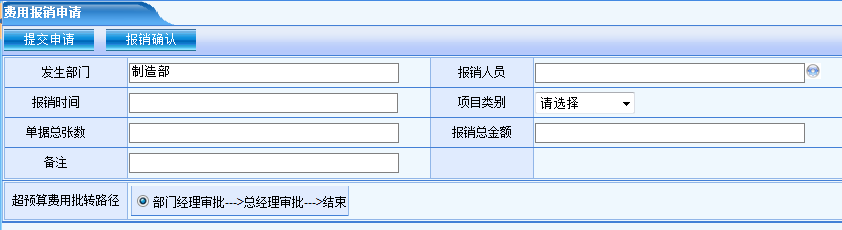 费用报销申请
提交申请 报销确认
发生部门 制造部 报销人员
报销时间 项目类别 请选择
单据总张数 报销总金额
备注
超预算费用批转路径 部门经理审批--->总经理审批--->结束